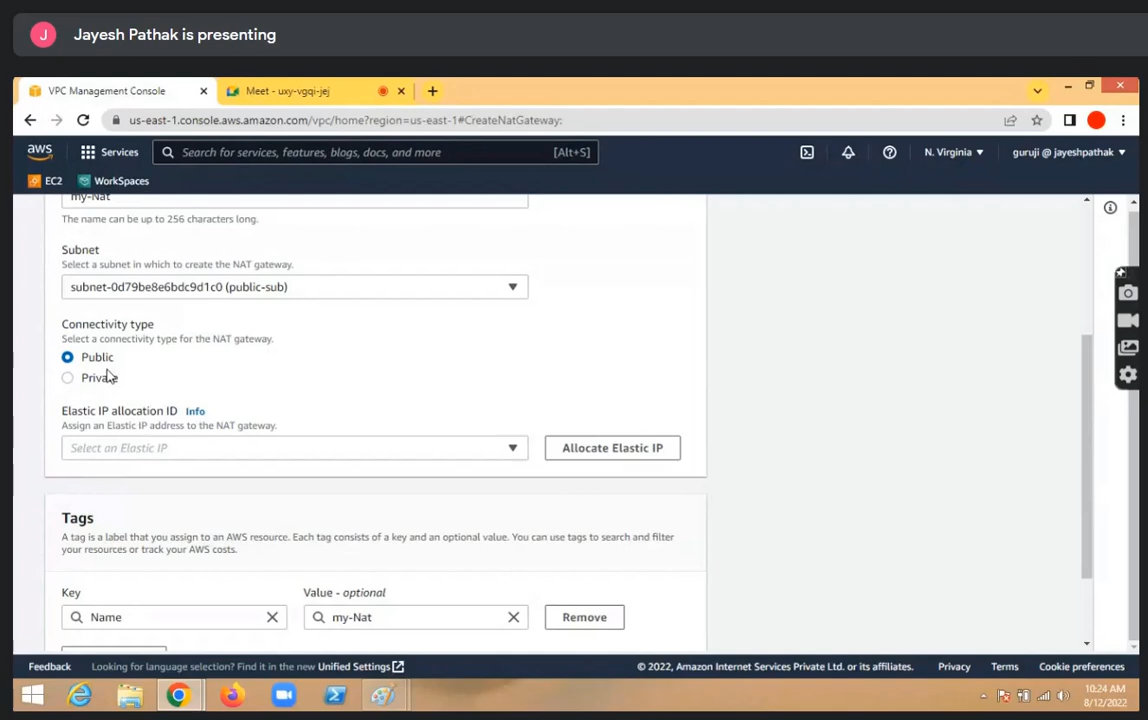 J Jayesh Pathak is presenting
VPC Management Console
Meet - uxy-vgqi-jej
us-east-1.console.aws.amazon.com/vpc/home?region=us-east-1#CreateNatGateway:
aws Services Search for services, features, blogs, docs, and more [Alt+S] N. Virginia guruji @ jayeshpathak
EC2 WorkSpaces
my-Nat
The name can be up to 256 characters long.
Subnet
Select a subnet in which to create the NAT gateway.
subnet-0d79be8e6bdc9d1c0 (public-sub)
Connectivity type
Select a connectivity type for the NAT gateway.
Public
Private
Elastic IP allocation ID Info
Assign an Elastic IP address to the NAT gateway.
Select an Elastic IP Allocate Elastic IP
Tags
A tag is a label that you assign to an AWS resource. Each tag consists of a key and an optional value. You can use tags to search and filter
your resources or track your AWS costs.
Key Value - optional
Name my-Nat Remove
Feedback Looking for language selection? Find it in the new Unified Settings © 2022, Amazon Internet Services Private Ltd. or its affiliates. Privacy Terms Cookie preferences
10:24 AM
8/12/2022